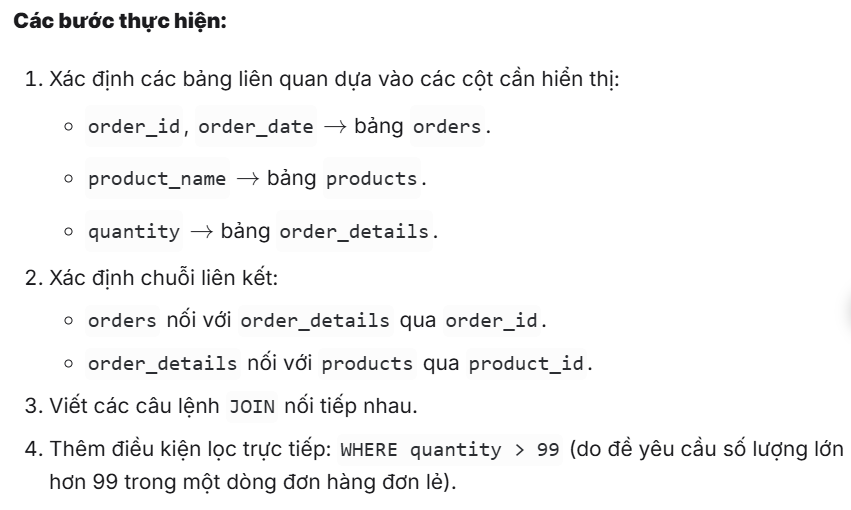 Các bước thực hiện:
1. Xác định các bảng liên quan dựa vào các cột cần hiển thị:
○ order_id, order_date → bảng orders.
○ product_name → bảng products.
○ quantity → bảng order_details.
2. Xác định chuỗi liên kết:
○ orders nối với order_details qua order_id.
○ order_details nối với products qua product_id.
3. Viết các câu lệnh JOIN nối tiếp nhau.
4. Thêm điều kiện lọc trực tiếp: WHERE quantity > 99 (do đề yêu cầu số lượng lớn
hơn 99 trong một dòng đơn hàng đơn lẻ).